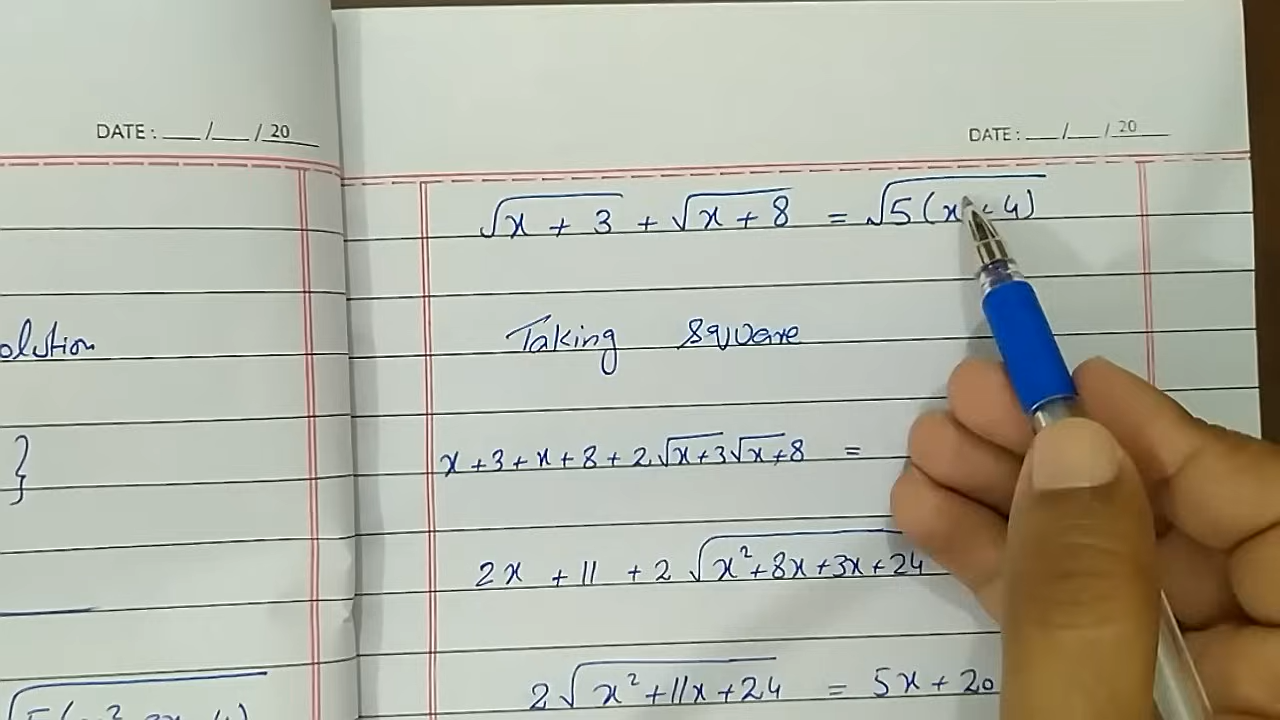 DATE : ___ /___ / 20
olution
}
DATE : ___ /___ / 20
√(x + 3) + √(x + 8) = √(5(x + 4))
Taking square
x + 3 + x + 8 + 2√(x+3)√(x+8) =
2x + 11 + 2√(x² + 8x + 3x + 24
2√(x² + 11x + 24) = 5x + 20